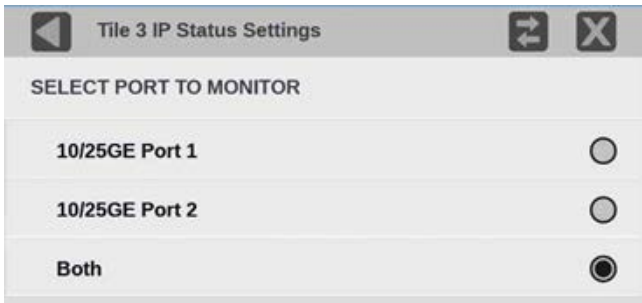 Tile 3 IP Status Settings
SELECT PORT TO MONITOR
10/25GE Port 1
10/25GE Port 2
Both